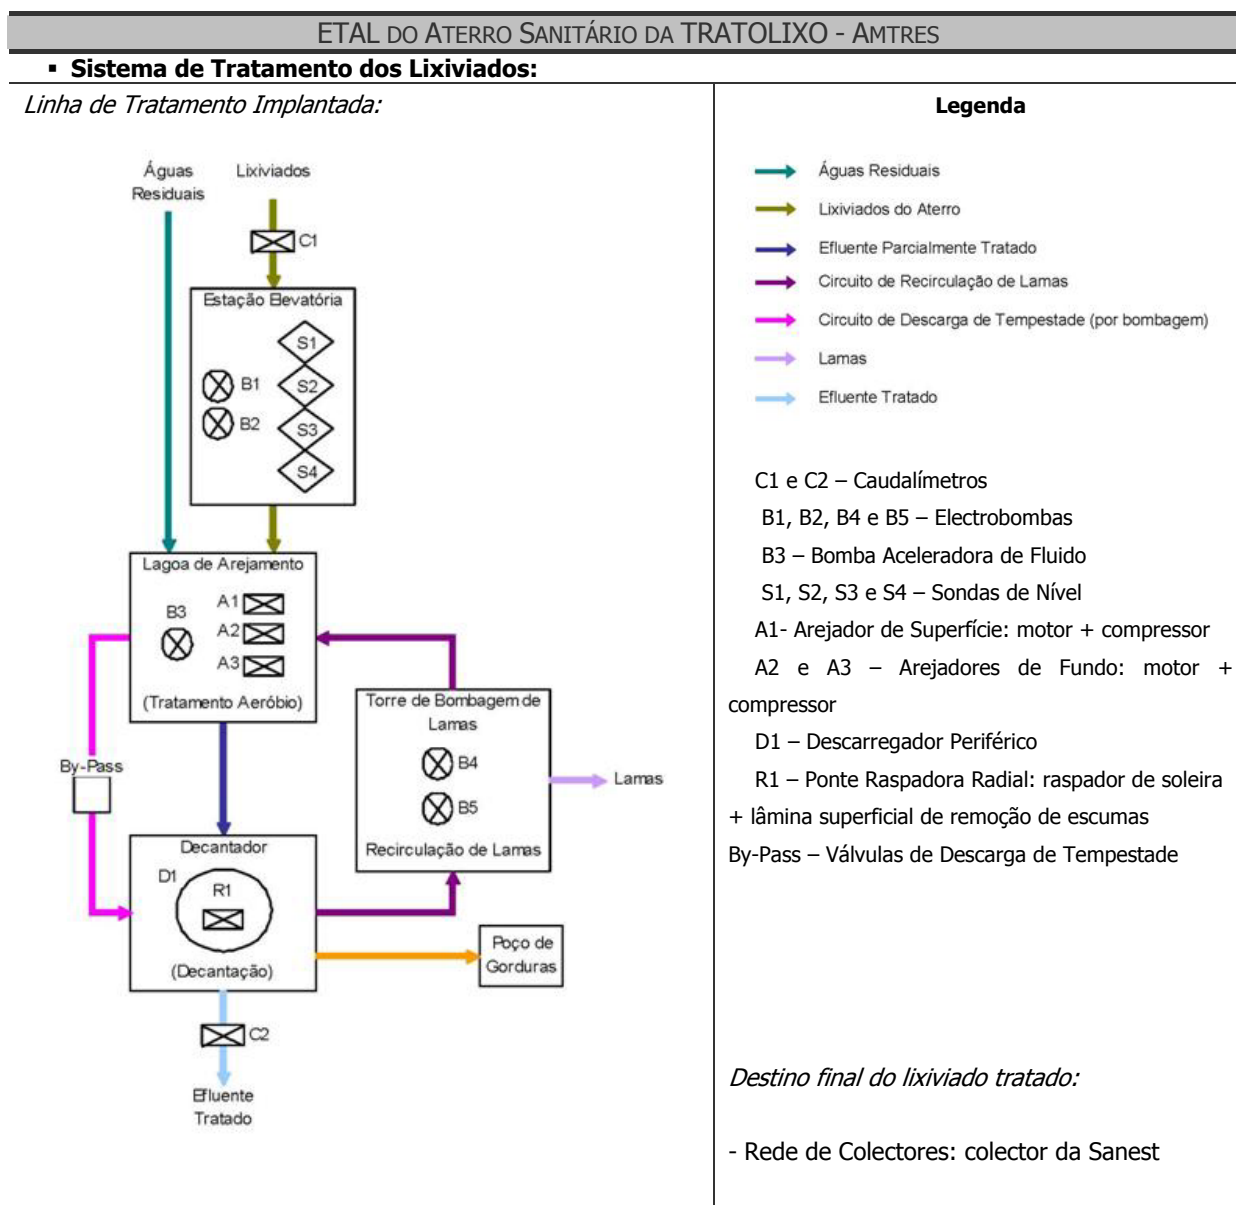 ETAL DO ATERRO SANITÁRIO DA TRATOLIXO - AMTRES
▪ Sistema de Tratamento dos Lixiviados:
Linha de Tratamento Implantada:
Águas
Residuais
Lixiviados
C1
Estação Elevatória
S1
B1
S2
B2
S3
S4
Lagoa de Arejamento
B3
A1
A2
A3
(Tratamento Aeróbio)
By-Pass
Torre de Bombagem de
Lamas
B4
B5
Recirculação de Lamas
Lamas
Decantador
D1
R1
(Decantação)
Poço de
Gorduras
C2
Efluente
Tratado
Legenda
Águas Residuais
Lixiviados do Aterro
Efluente Parcialmente Tratado
Circuito de Recirculação de Lamas
Circuito de Descarga de Tempestade (por bombagem)
Lamas
Efluente Tratado
C1 e C2 – Caudalímetros
B1, B2, B4 e B5 – Electrobombas
B3 – Bomba Aceleradora de Fluido
S1, S2, S3 e S4 – Sondas de Nível
A1- Arejador de Superfície: motor + compressor
A2 e A3 – Arejadores de Fundo: motor +
compressor
D1 – Descarregador Periférico
R1 – Ponte Raspadora Radial: raspador de soleira
+ lâmina superficial de remoção de escumas
By-Pass – Válvulas de Descarga de Tempestade
Destino final do lixiviado tratado:
- Rede de Colectores: colector da Sanest